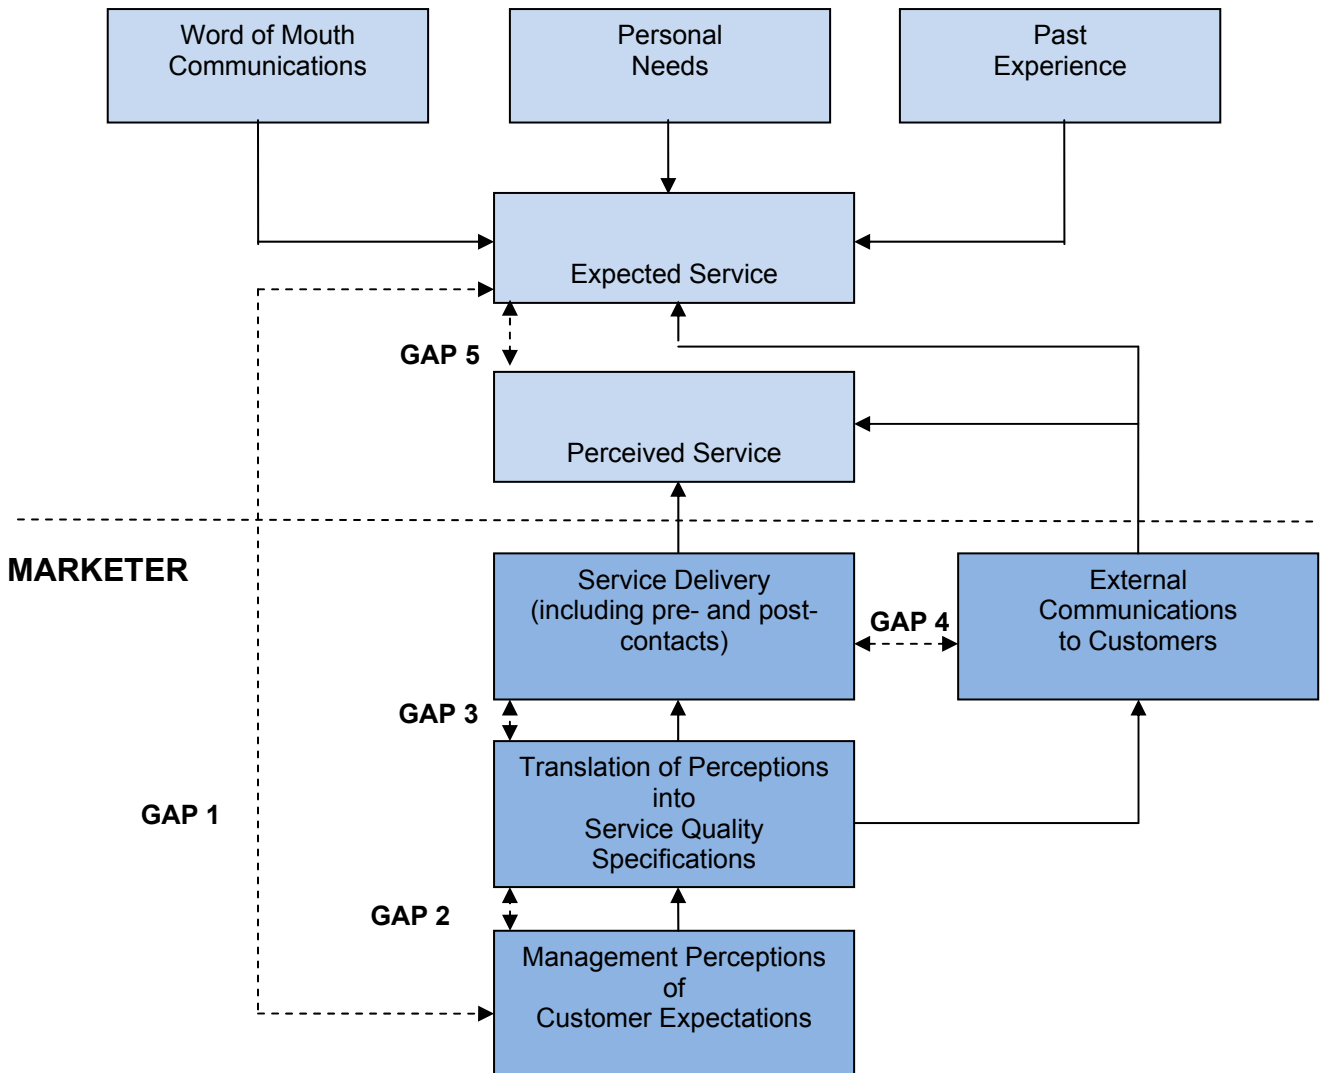 Word of Mouth
Communications
Personal
Needs
Past
Experience
Expected Service
GAP 5
Perceived Service
MARKETER
Service Delivery
(including pre- and post-
contacts)
GAP 4
External
Communications
to Customers
GAP 3
Translation of Perceptions
into
Service Quality
Specifications
GAP 1
GAP 2
Management Perceptions
of
Customer Expectations